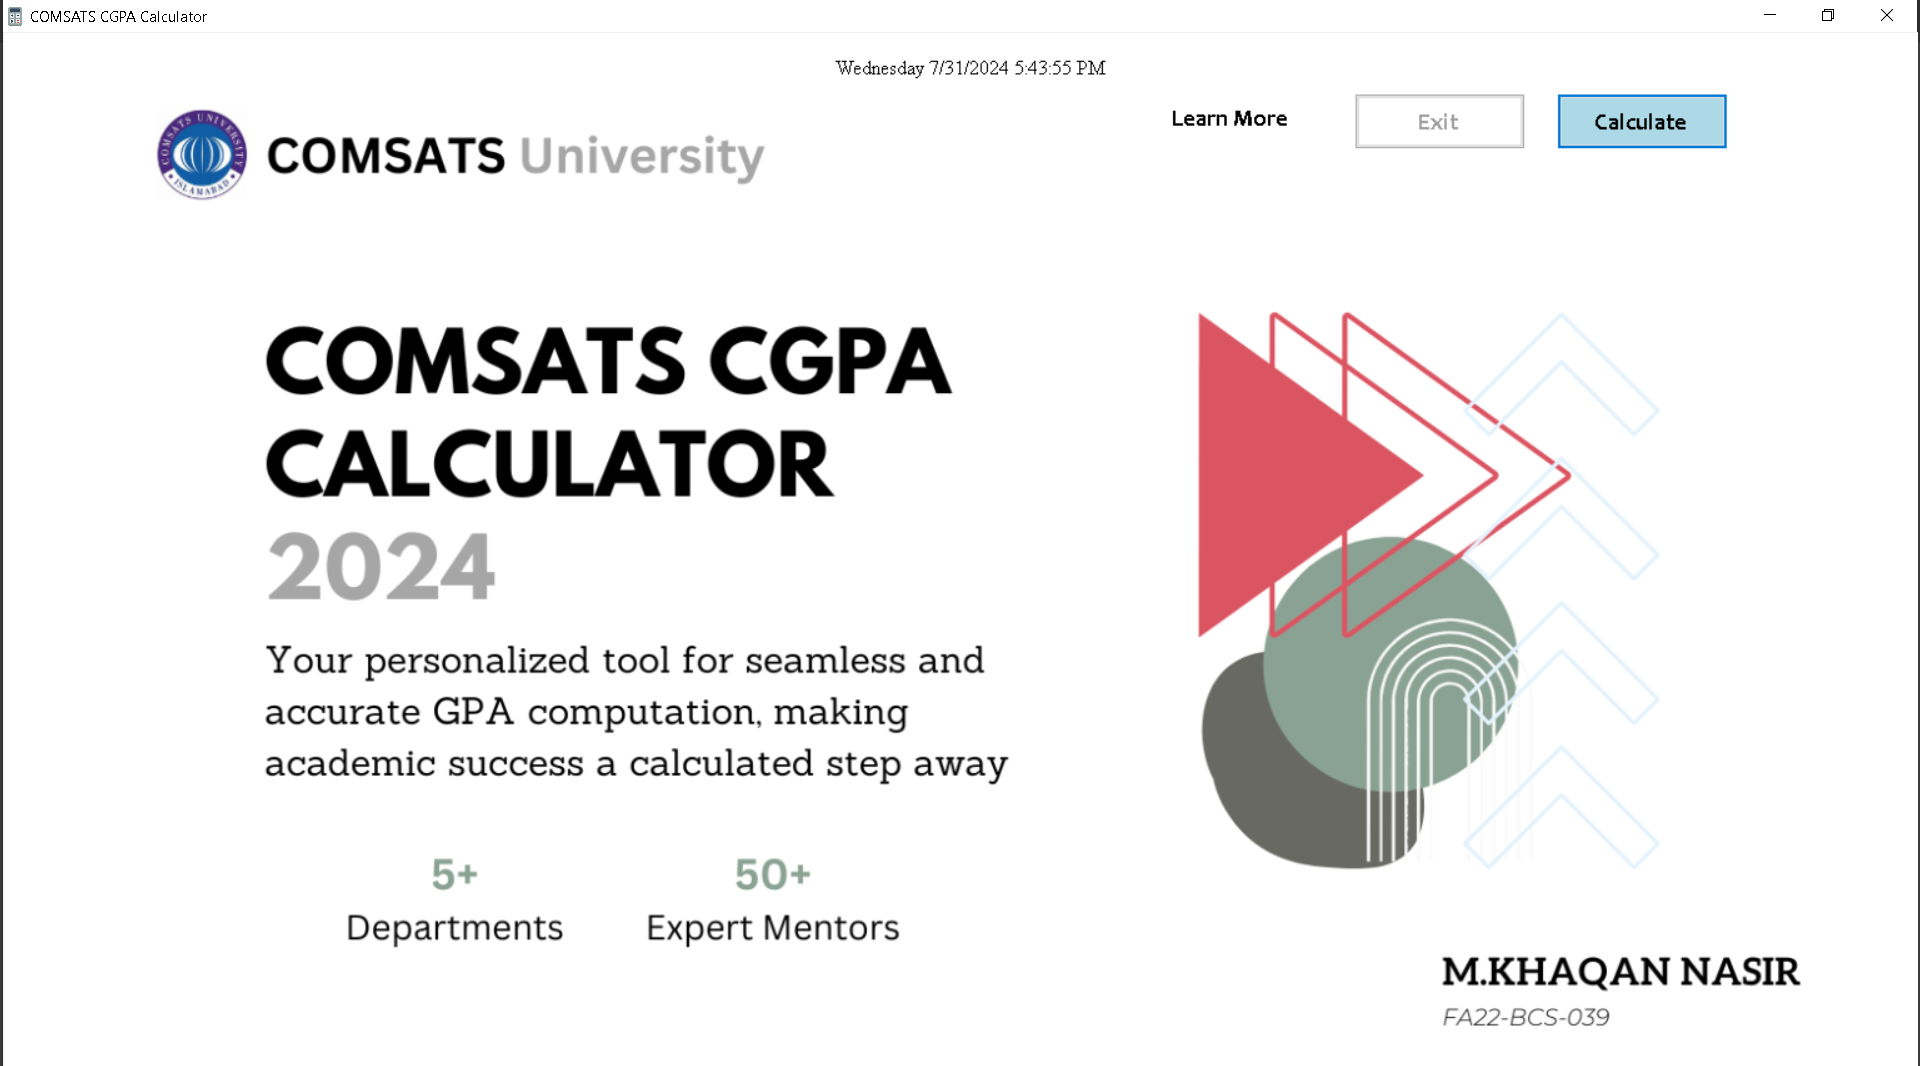 COMSATS CGPA Calculator
Wednesday 7/31/2024 5:43:55 PM
Learn More
Exit
Calculate
COMSATS UNIVERSITY
ISLAMABAD
COMSATS University
COMSATS CGPA
CALCULATOR
2024
Your personalized tool for seamless and
accurate GPA computation, making
academic success a calculated step away
5+
Departments
50+
Expert Mentors
M.KHAQAN NASIR
FA22-BCS-039